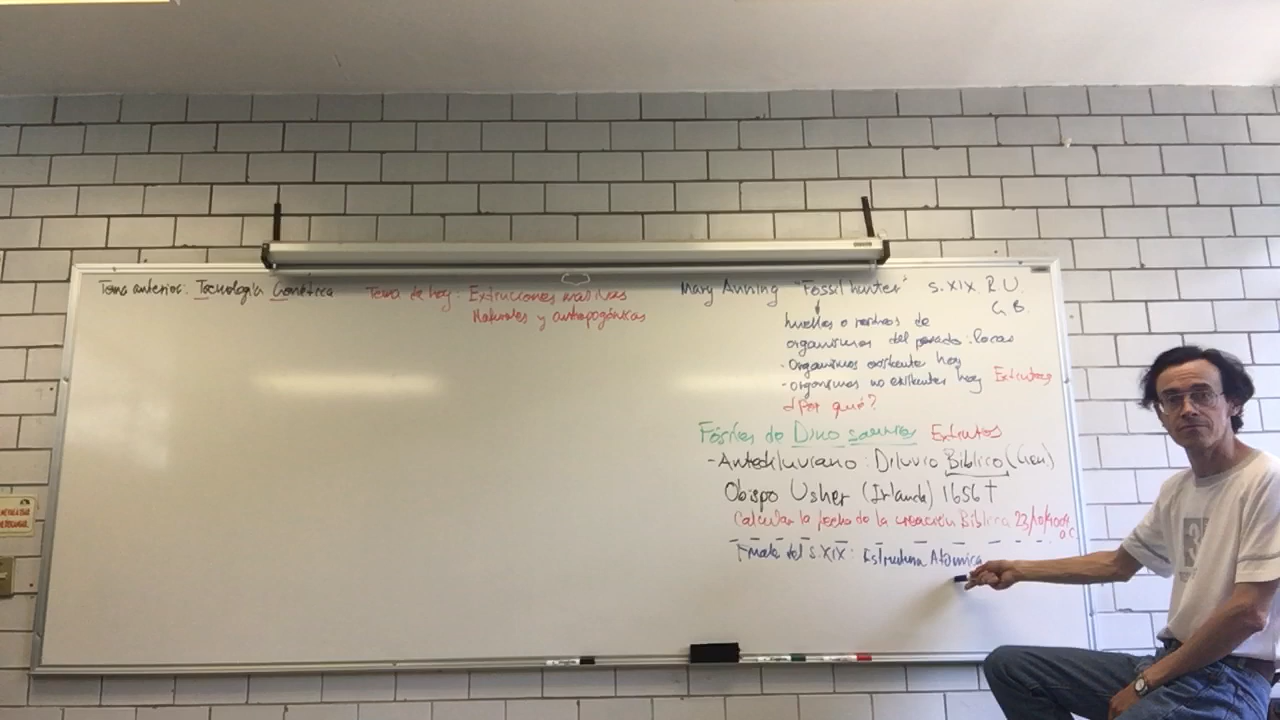 Tema anterior: Tecnología Genética
Tema de hoy: Extinciones masivas
Naturales y antropogénicas
Mary Anning "Fossil hunter" s. XIX R.U.
G.B.
huellas o restos de
organismos del pasado: rocas
- Organismos existentes hoy
- organismos no existentes hoy Extintos
¿Por qué?
Fósiles de Dinosaurios Extintos
- Antediluviano: Diluvio Bíblico (Gen)
Obispo Usher (Irlanda) 1656 †
Calcular la fecha de la creación Bíblica 23/10/4004
a C
Finales del s. XIX: Estructura Atómica